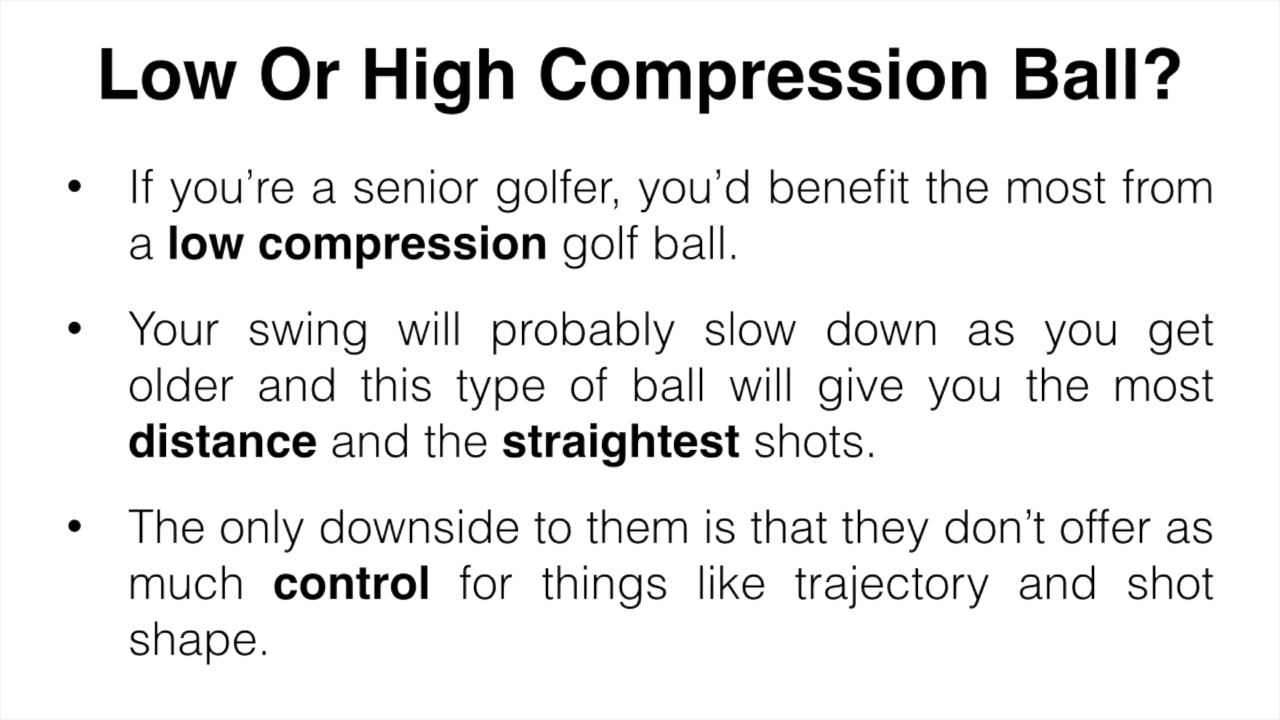 Low Or High Compression Ball?
• If you’re a senior golfer, you’d benefit the most from
a low compression golf ball.
• Your swing will probably slow down as you get
older and this type of ball will give you the most
distance and the straightest shots.
• The only downside to them is that they don’t offer as
much control for things like trajectory and shot
shape.